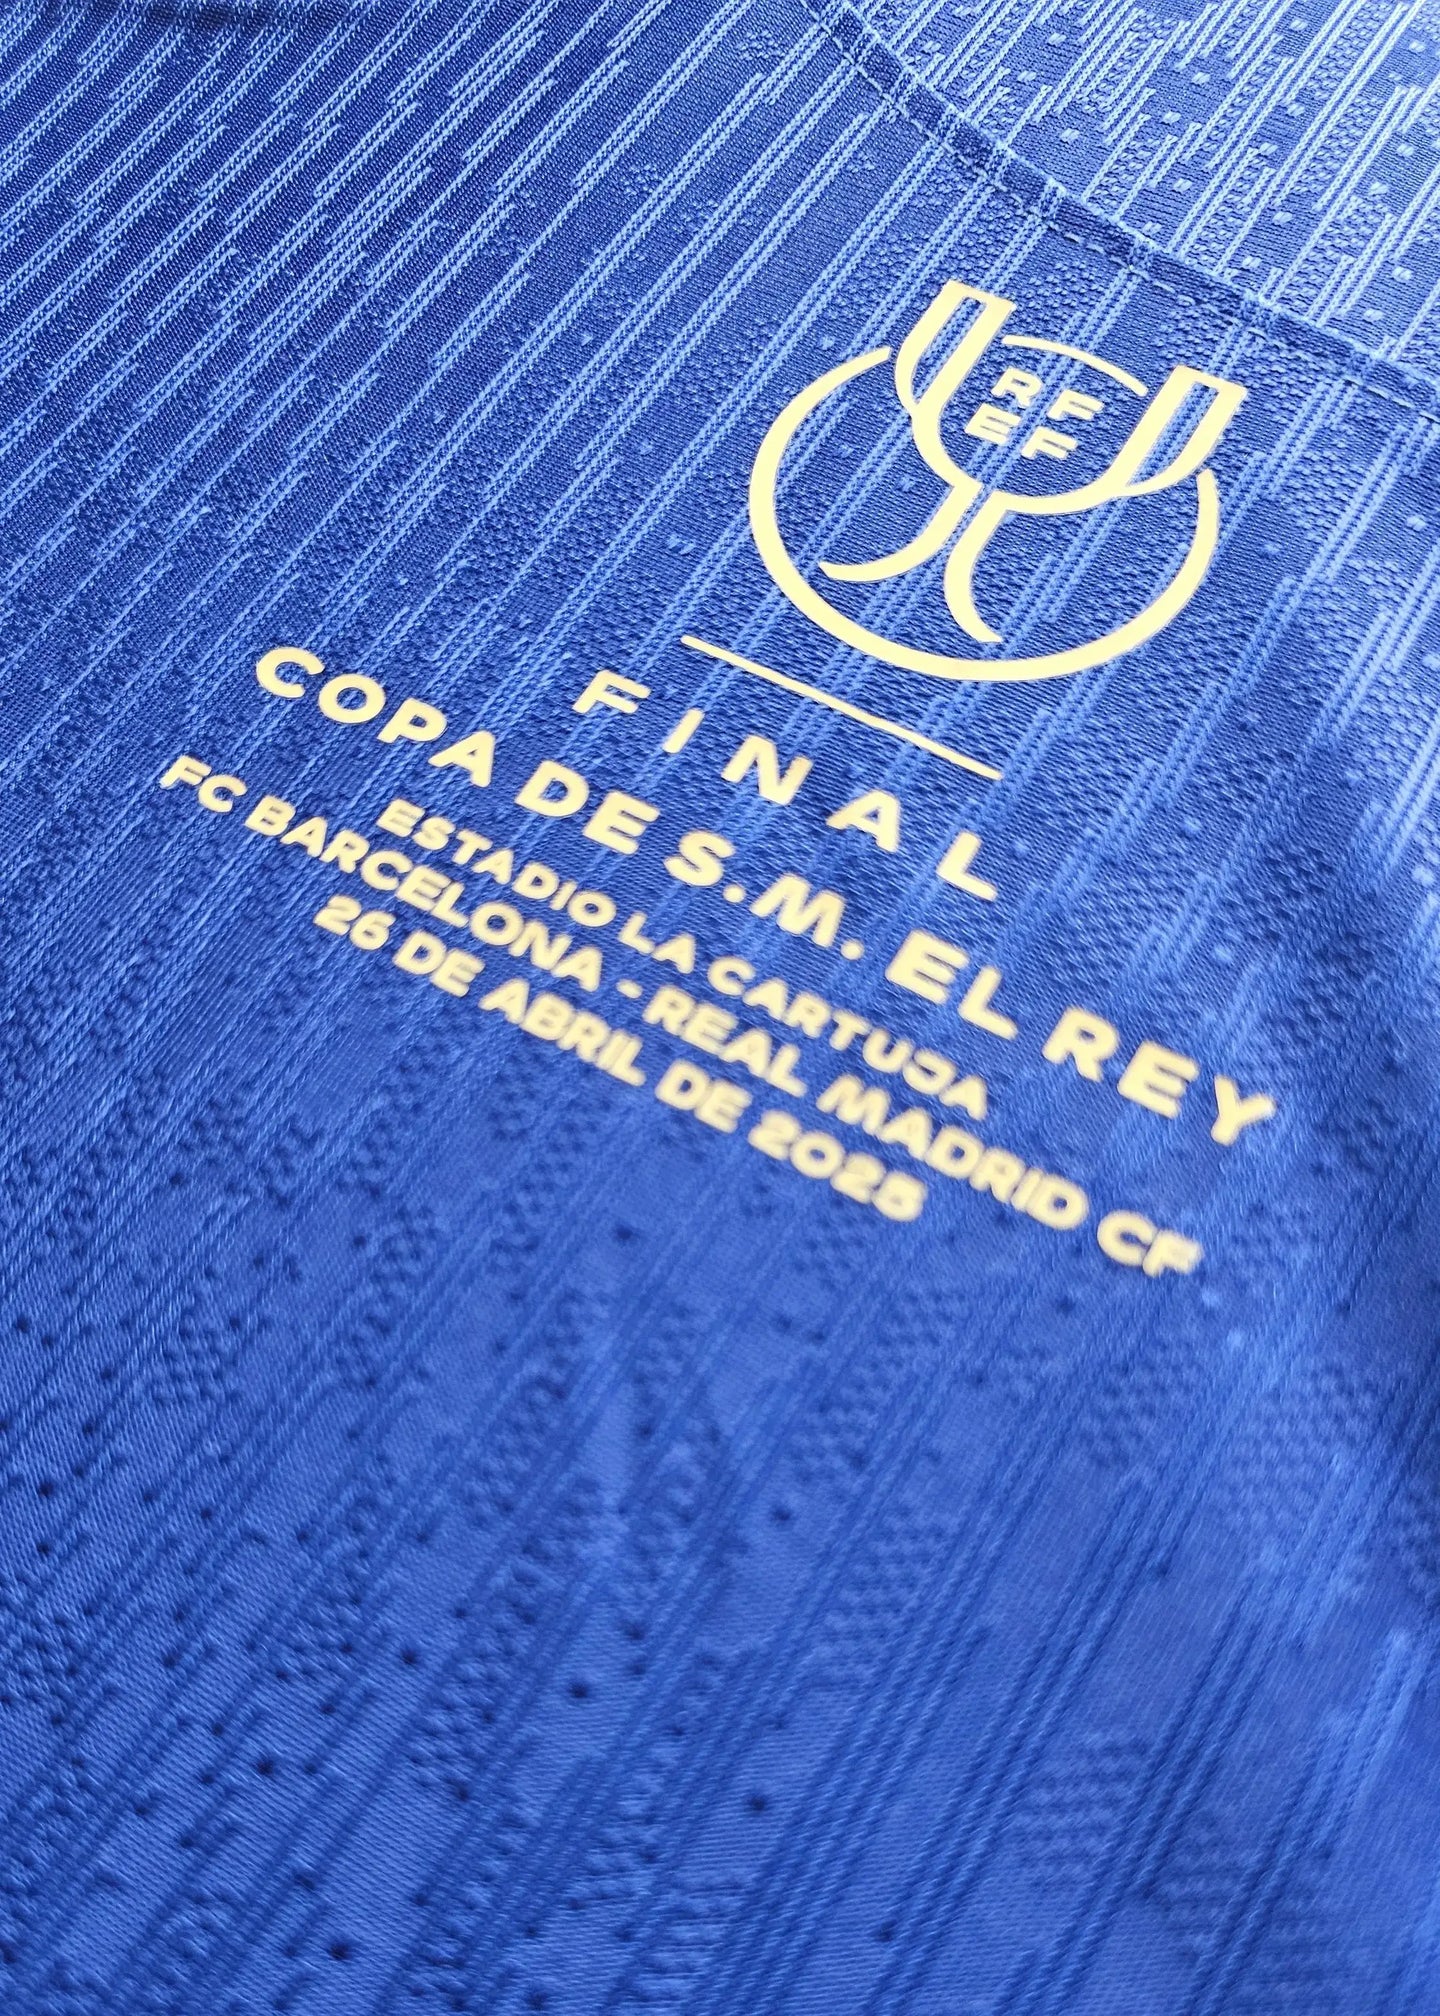 RF
EF
FINAL
COPA DE S.M. EL REY
ESTADIO LA CARTUJA
FC BARCELONA - REAL MADRID CF
26 DE ABRIL DE 2025